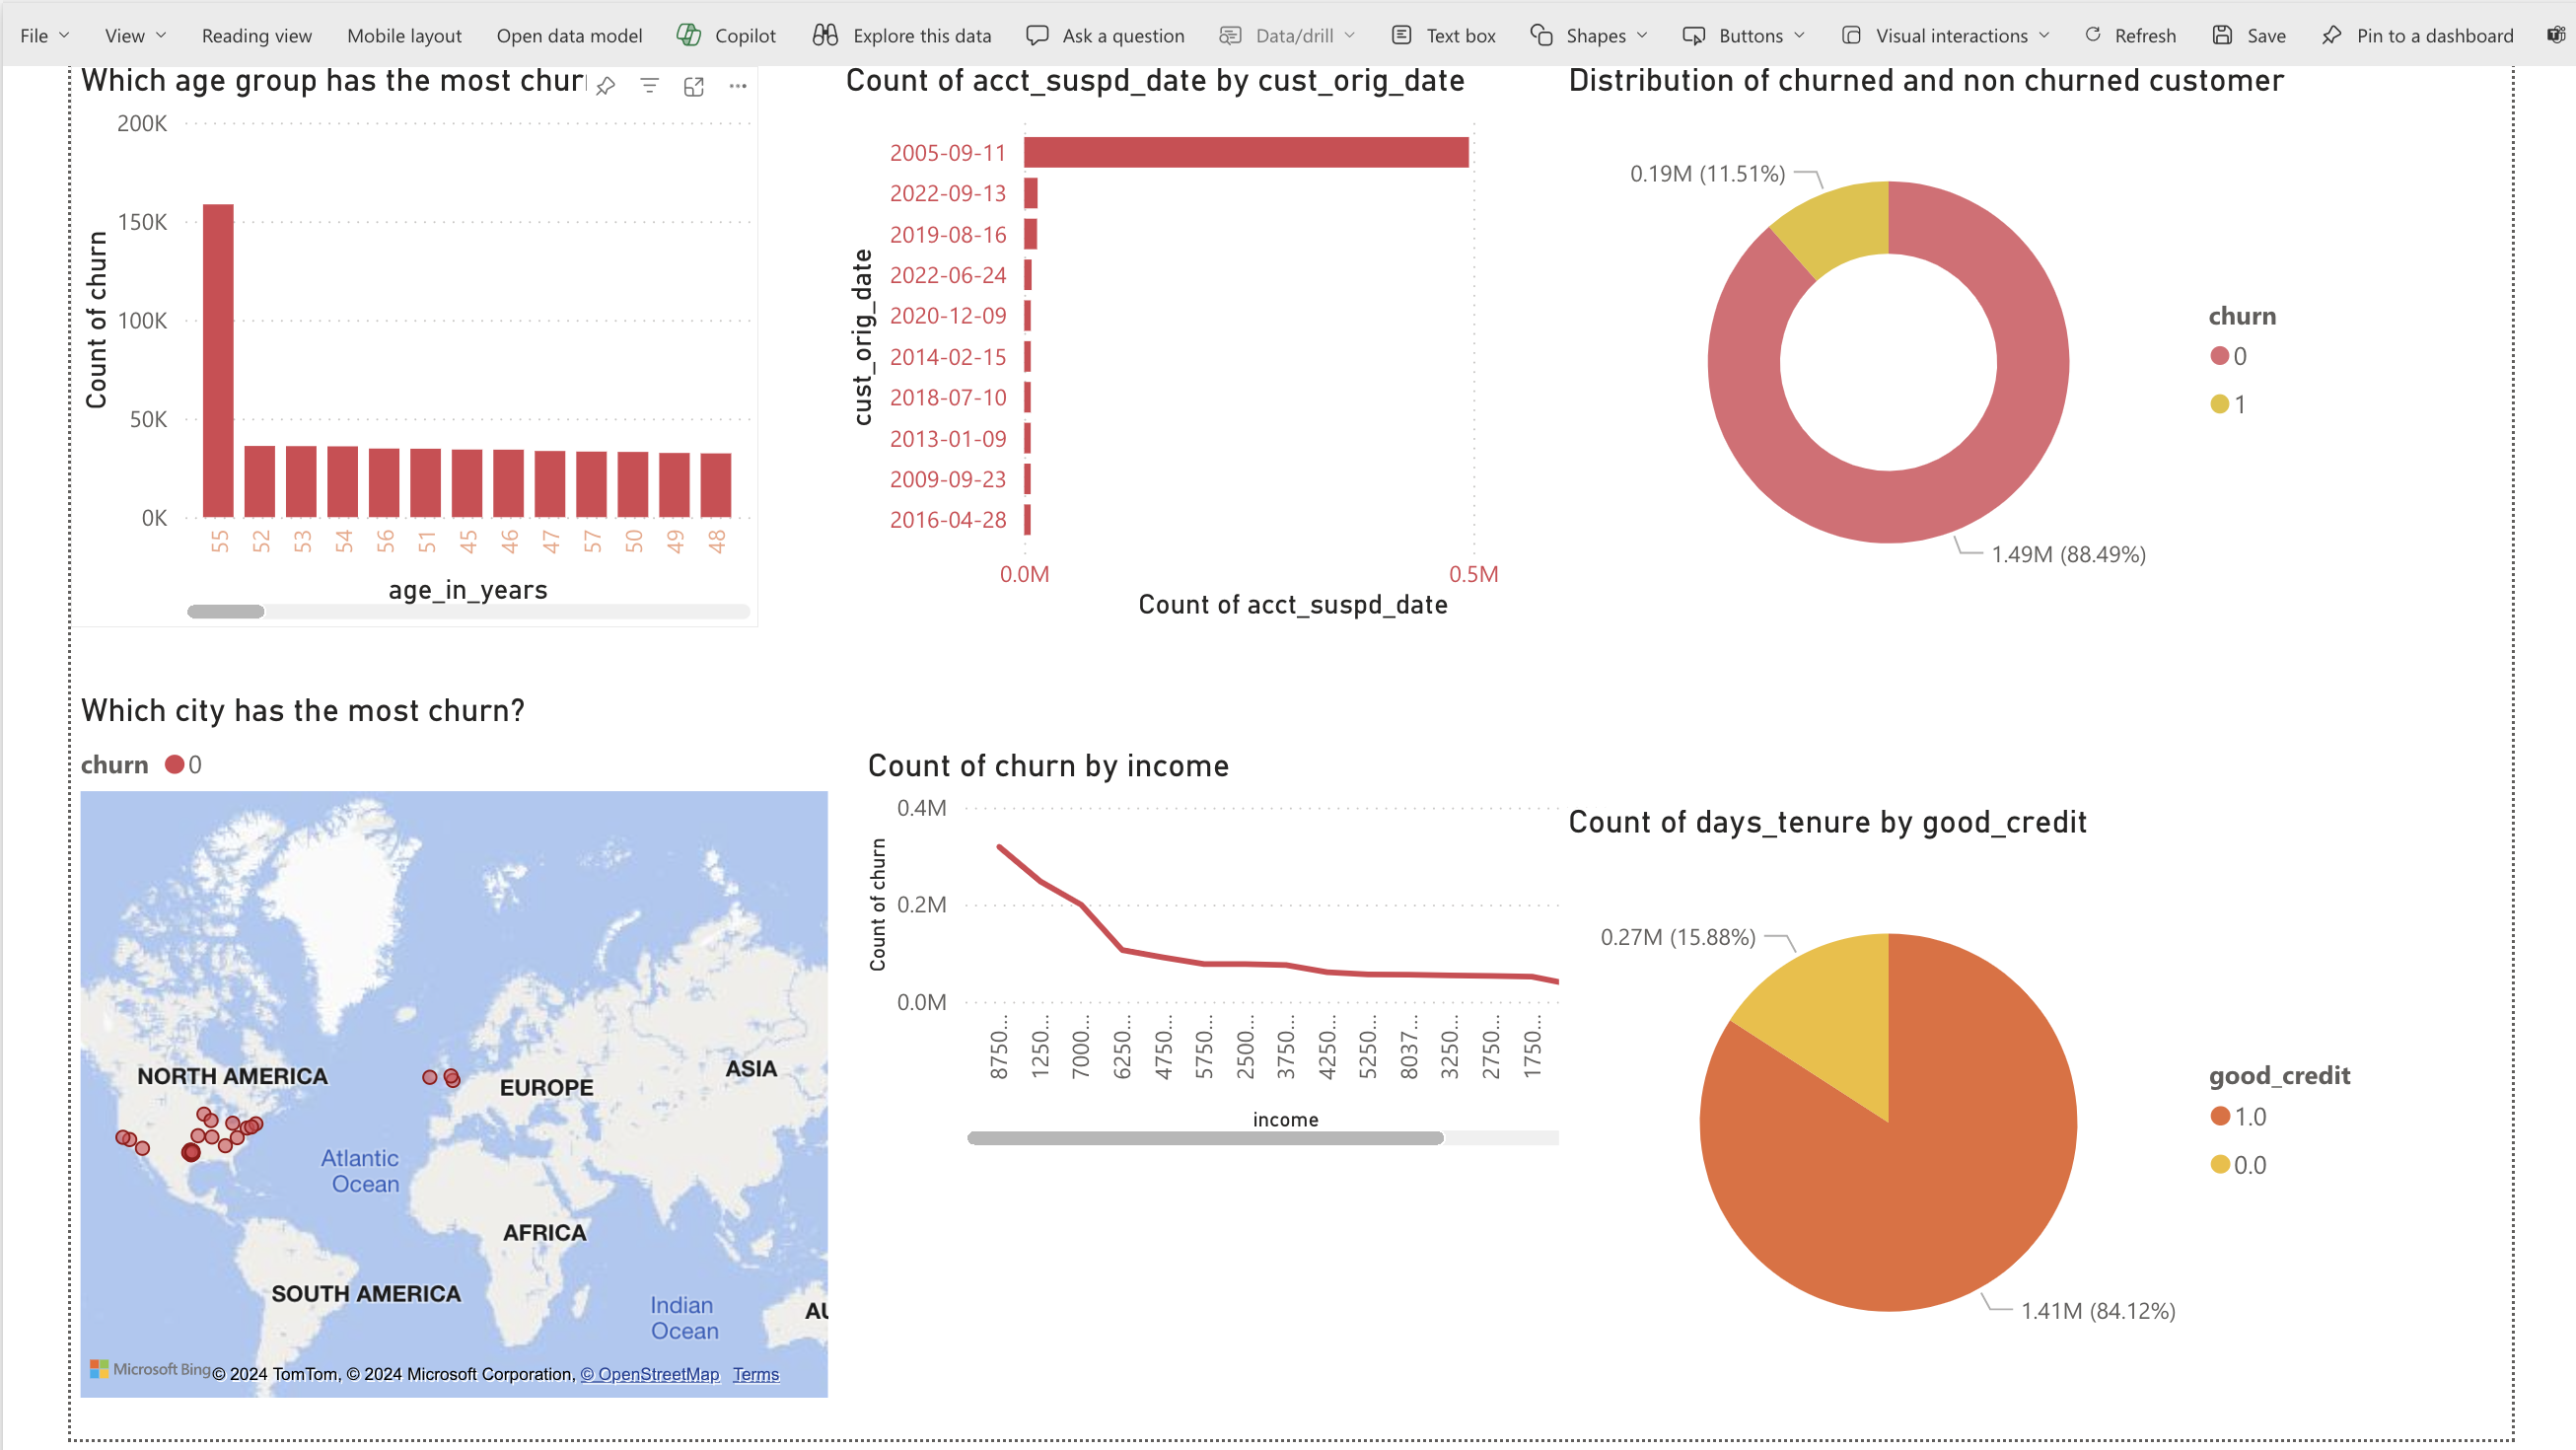 File View Reading view Mobile layout Open data model Copilot Explore this data Ask a question Data/drill Text box Shapes Buttons Visual interactions Refresh Save Pin to a dashboard
Which age group has the most chur
200K
150K
100K
50K
0K
Count of churn
55 52 53 54 56 51 45 46 47 57 50 49 48
age_in_years
Count of acct_suspd_date by cust_orig_date
cust_orig_date
2005-09-11
2022-09-13
2019-08-16
2022-06-24
2020-12-09
2014-02-15
2018-07-10
2013-01-09
2009-09-23
2016-04-28
0.0M 0.5M
Count of acct_suspd_date
Distribution of churned and non churned customer
0.19M (11.51%)
1.49M (88.49%)
churn
0
1
Which city has the most churn?
churn 0
NORTH AMERICA
EUROPE
ASIA
Atlantic
Ocean
AFRICA
SOUTH AMERICA
Indian
Ocean
AU
Microsoft Bing
© 2024 TomTom, © 2024 Microsoft Corporation, © OpenStreetMap Terms
Count of churn by income
0.4M
0.2M
0.0M
Count of churn
8750... 1250... 7000... 6250... 4750... 5750... 2500... 3750... 4250... 5250... 8037... 3250... 2750... 1750...
income
Count of days_tenure by good_credit
0.27M (15.88%)
1.41M (84.12%)
good_credit
1.0
0.0